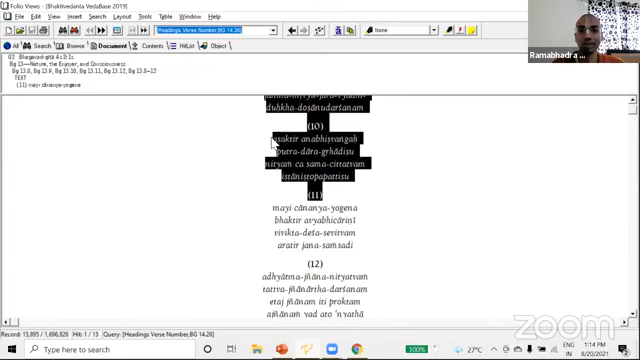 Folio Views - [Bhaktivedanta VedaBase 2019]
File Edit View Insert Search Layout Tools Window Help
[Headings Verse Number,BG 14.26]
None
All Search Browse Document Contents Hit List Object
02 Bhagavad-gītā As It Is
Bg 13—Nature, the Enjoyer, and Consciousness
Bg 13.8, Bg 13.9, Bg 13.10, Bg 13.11, Bg 13.12, Bg 13.8–12
TEXT
(11) mayi cānanya-yogena
Ramabhadra
duḥkha-doṣānudarśanam
(10)
asaktir anabhiṣvaṅgaḥ
putra-dāra-gṛhādiṣu
nityaṁ ca sama-cittatvam
iṣṭāniṣṭopapattiṣu
(11)
mayi cānanya-yogena
bhaktir avyabhicāriṇī
vivikta-deśa-sevitvam
aratir jana-saṁsadi
(12)
adhyātma-jñāna-nityatvaṁ
tattva-jñānārtha-darśanam
etaj jñānam iti proktam
ajñānaṁ yad ato 'nyathā
Record: 15,895 / 1,696,826 Hit: 1 / 15 Query: [Headings Verse Number,BG 14.26]
zoom
Type here to search
100%
27°C
ENG
IN
1:14 PM
8/20/2021